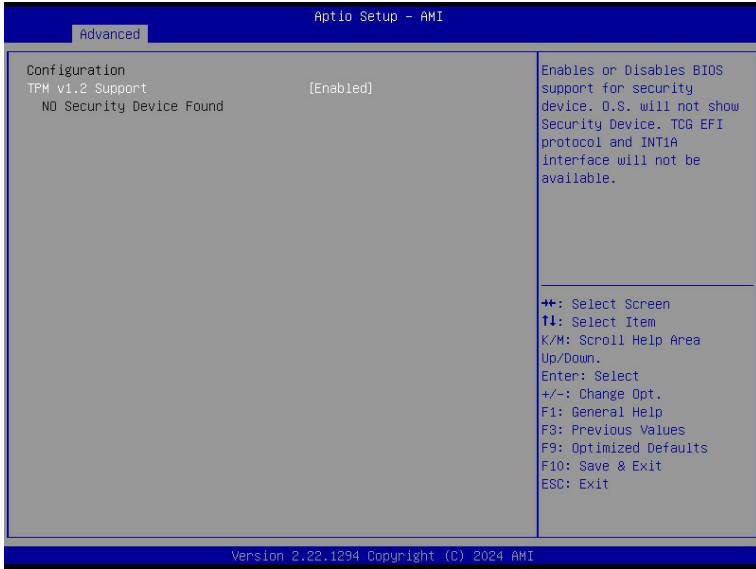 Aptio Setup – AMI
Advanced
Configuration
TPM v1.2 Support [Enabled]
NO Security Device Found
Enables or Disables BIOS
support for security
device. O.S. will not show
Security Device. TCG EFI
protocol and INT1A
interface will not be
available.
→←: Select Screen
↑↓: Select Item
K/M: Scroll Help Area
Up/Down.
Enter: Select
+/-: Change Opt.
F1: General Help
F3: Previous Values
F9: Optimized Defaults
F10: Save & Exit
ESC: Exit
Version 2.22.1294 Copyright (C) 2024 AMI